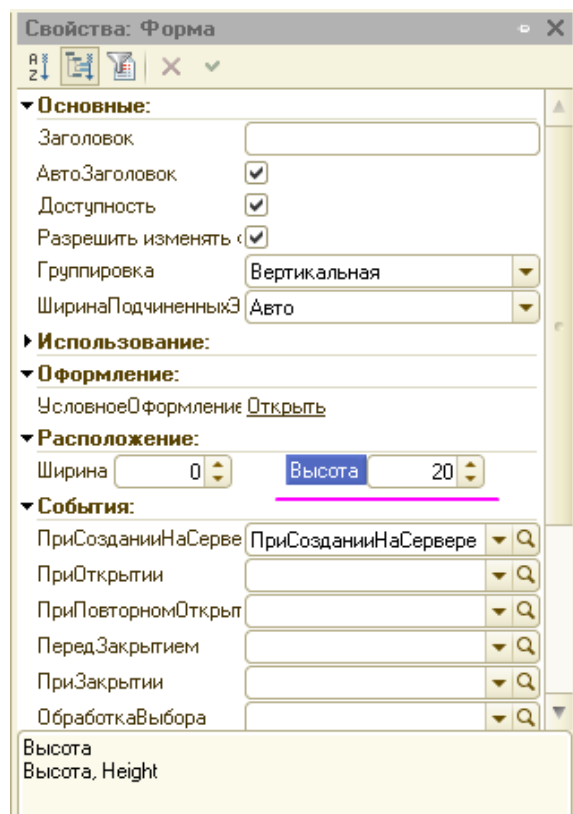 Свойства: Форма
Основные:
Заголовок
АвтоЗаголовок
Доступность
Разрешить изменять с
Группировка Вертикальная
ШиринаПодчиненныхЭ Авто
Использование:
Оформление:
УсловноеОформление Открыть
Расположение:
Ширина 0 Высота 20
События:
ПриСозданииНаСерве ПриСозданииНаСервере
ПриОткрытии
ПриПовторномОткрыт
ПередЗакрытием
ПриЗакрытии
ОбработкаВыбора
Высота
Высота, Height